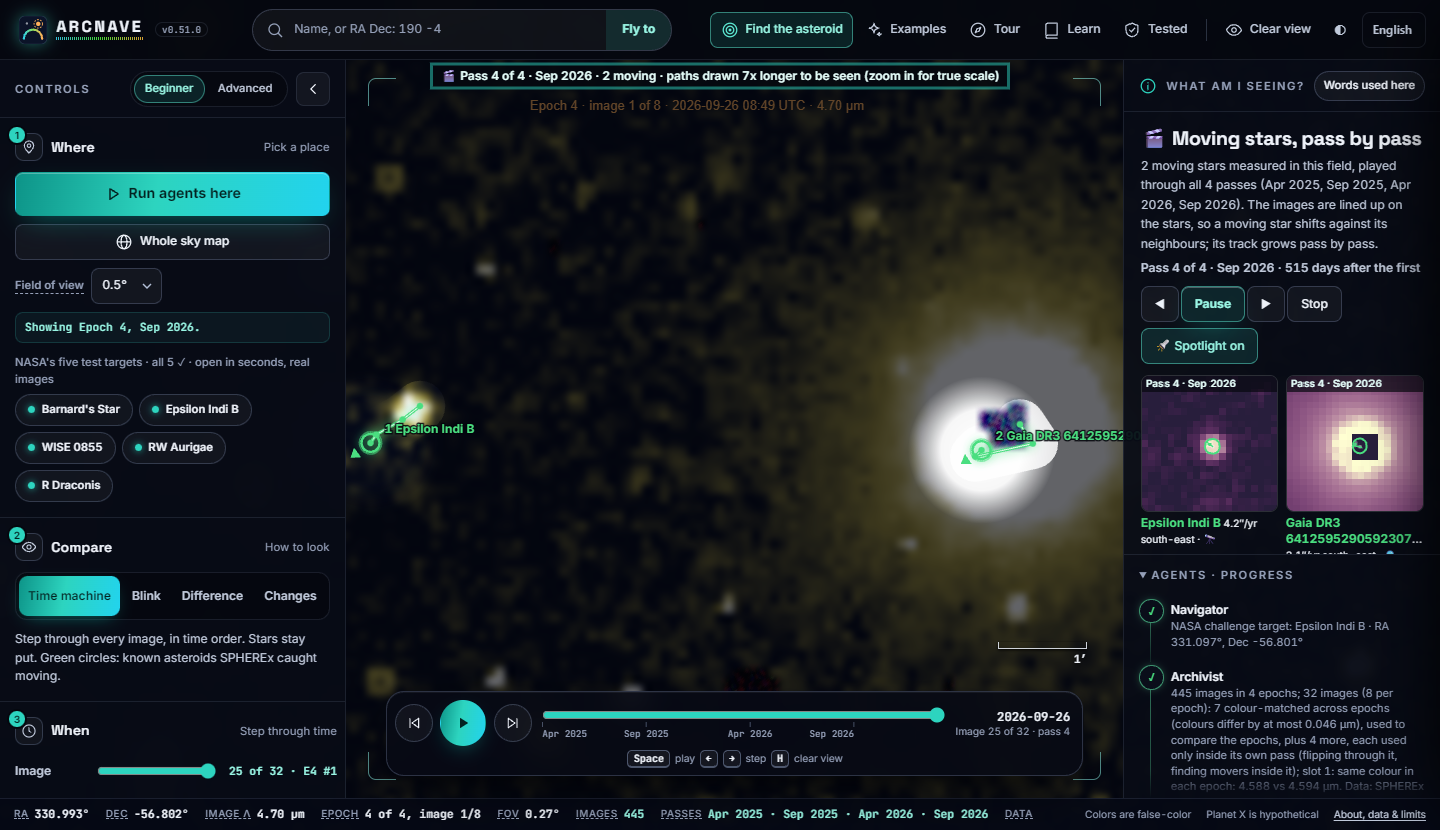 ARCNAVE
v0.51.0
Name, or RA Dec: 190 -4
Fly to
Find the asteroid
Examples
Tour
Learn
Tested
Clear view
English
CONTROLS
Beginner
Advanced
1
Where
Pick a place
Run agents here
Whole sky map
Field of view
0.5°
Showing Epoch 4, Sep 2026.
NASA's five test targets · all 5 ✓ · open in seconds, real
images
Barnard's Star
Epsilon Indi B
WISE 0855
RW Aurigae
R Draconis
2
Compare
How to look
Time machine
Blink
Difference
Changes
Step through every image, in time order. Stars stay
put. Green circles: known asteroids SPHEREx caught
moving.
3
When
Step through time
Image
25 of 32 · E4 #1
🎬 Pass 4 of 4 · Sep 2026 · 2 moving · paths drawn 7x longer to be seen (zoom in for true scale)
Epoch 4 · image 1 of 8 · 2026-09-26 08:49 UTC · 4.70 µm
1 Epsilon Indi B
2 Gaia DR3 64125952
1′
Apr 2025
Sep 2025
Apr 2026
Sep 2026
2026-09-26
Image 25 of 32 · pass 4
Space play ← → step H clear view
WHAT AM I SEEING?
Words used here
🎬 Moving stars, pass by pass
2 moving stars measured in this field, played
through all 4 passes (Apr 2025, Sep 2025, Apr
2026, Sep 2026). The images are lined up on
the stars, so a moving star shifts against its
neighbours; its track grows pass by pass.
Pass 4 of 4 · Sep 2026 · 515 days after the first
◀ Pause ▶ Stop
Spotlight on
Pass 4 · Sep 2026
Pass 4 · Sep 2026
Epsilon Indi B 4.2″/yr
south-east ·
Gaia DR3
6412595290592307…
▼ AGENTS · PROGRESS
Navigator
NASA challenge target: Epsilon Indi B · RA
331.097°, Dec −56.801°
Archivist
445 images in 4 epochs; 32 images (8 per
epoch): 7 colour-matched across epochs
(colours differ by at most 0.046 µm), used to
compare the epochs, plus 4 more, each used
only inside its own pass (flipping through it,
finding movers inside it); slot 1: same colour in
each epoch: 4.588 vs 4.594 µm. Data: SPHEREx
RA 330.993°
DEC -56.802°
IMAGE Λ 4.70 µm
EPOCH 4 of 4, image 1/8
FOV 0.27°
IMAGES 445
PASSES Apr 2025 · Sep 2025 · Apr 2026 · Sep 2026
DATA
Colors are false-color
Planet X is hypothetical
About, data & limits